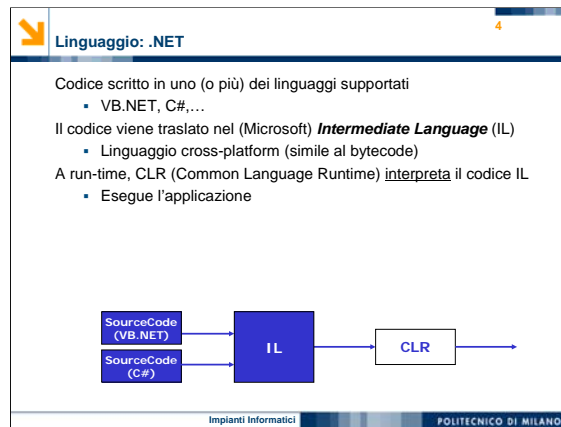 4
Linguaggio: .NET
Codice scritto in uno (o più) dei linguaggi supportati
▪ VB.NET, C#,…
Il codice viene traslato nel (Microsoft) Intermediate Language (IL)
▪ Linguaggio cross-platform (simile al bytecode)
A run-time, CLR (Common Language Runtime) interpreta il codice IL
▪ Esegue l’applicazione
SourceCode
(VB.NET)
SourceCode
(C#)
IL
CLR
Impianti Informatici
POLITECNICO DI MILANO